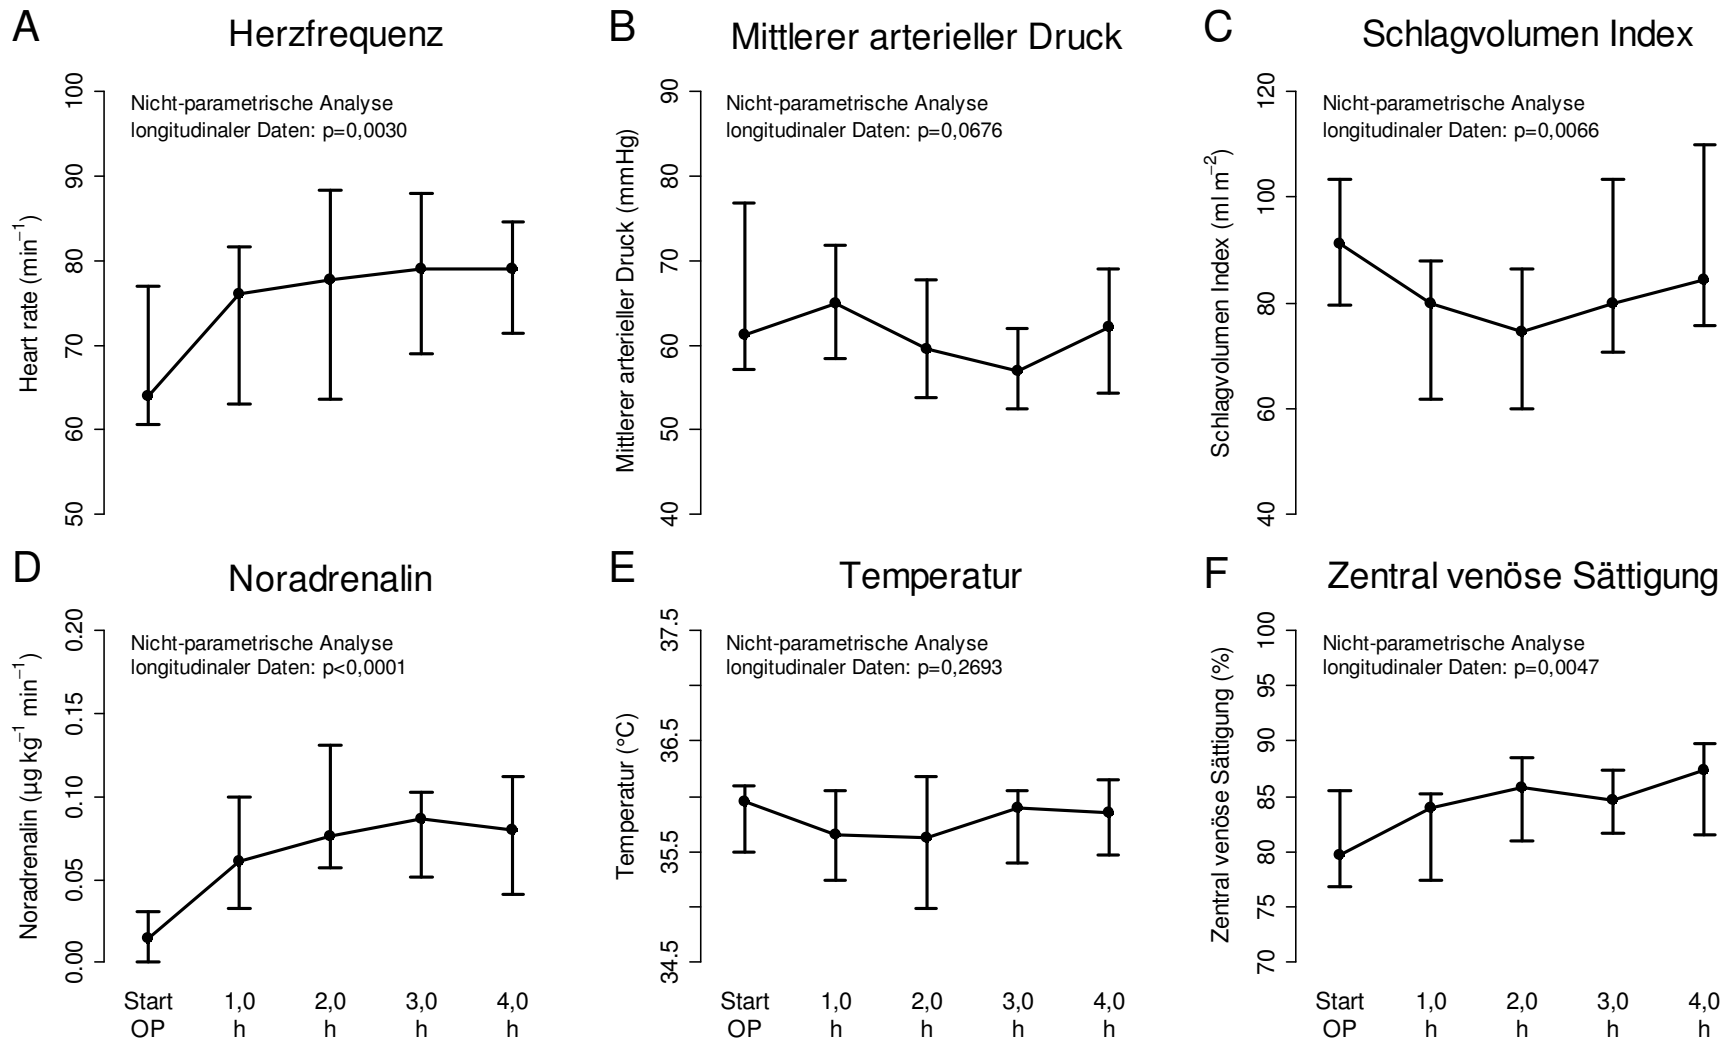 A Herzfrequenz
Nicht-parametrische Analyse
longitudinaler Daten: p=0,0030
Heart rate (min⁻¹)
100
90
80
70
60
50
B Mittlerer arterieller Druck
Nicht-parametrische Analyse
longitudinaler Daten: p=0,0676
Mittlerer arterieller Druck (mmHg)
90
80
70
60
50
40
C Schlagvolumen Index
Nicht-parametrische Analyse
longitudinaler Daten: p=0,0066
Schlagvolumen Index (ml m⁻²)
120
100
80
60
40
D Noradrenalin
Nicht-parametrische Analyse
longitudinaler Daten: p<0,0001
Noradrenalin (µg kg⁻¹ min⁻¹)
0.20
0.15
0.10
0.05
0.00
Start 1,0 2,0 3,0 4,0
OP h h h h
E Temperatur
Nicht-parametrische Analyse
longitudinaler Daten: p=0,2693
Temperatur (°C)
37.5
36.5
35.5
34.5
Start 1,0 2,0 3,0 4,0
OP h h h h
F Zentral venöse Sättigung
Nicht-parametrische Analyse
longitudinaler Daten: p=0,0047
Zentral venöse Sättigung (%)
100
95
90
85
80
75
70
Start 1,0 2,0 3,0 4,0
OP h h h h